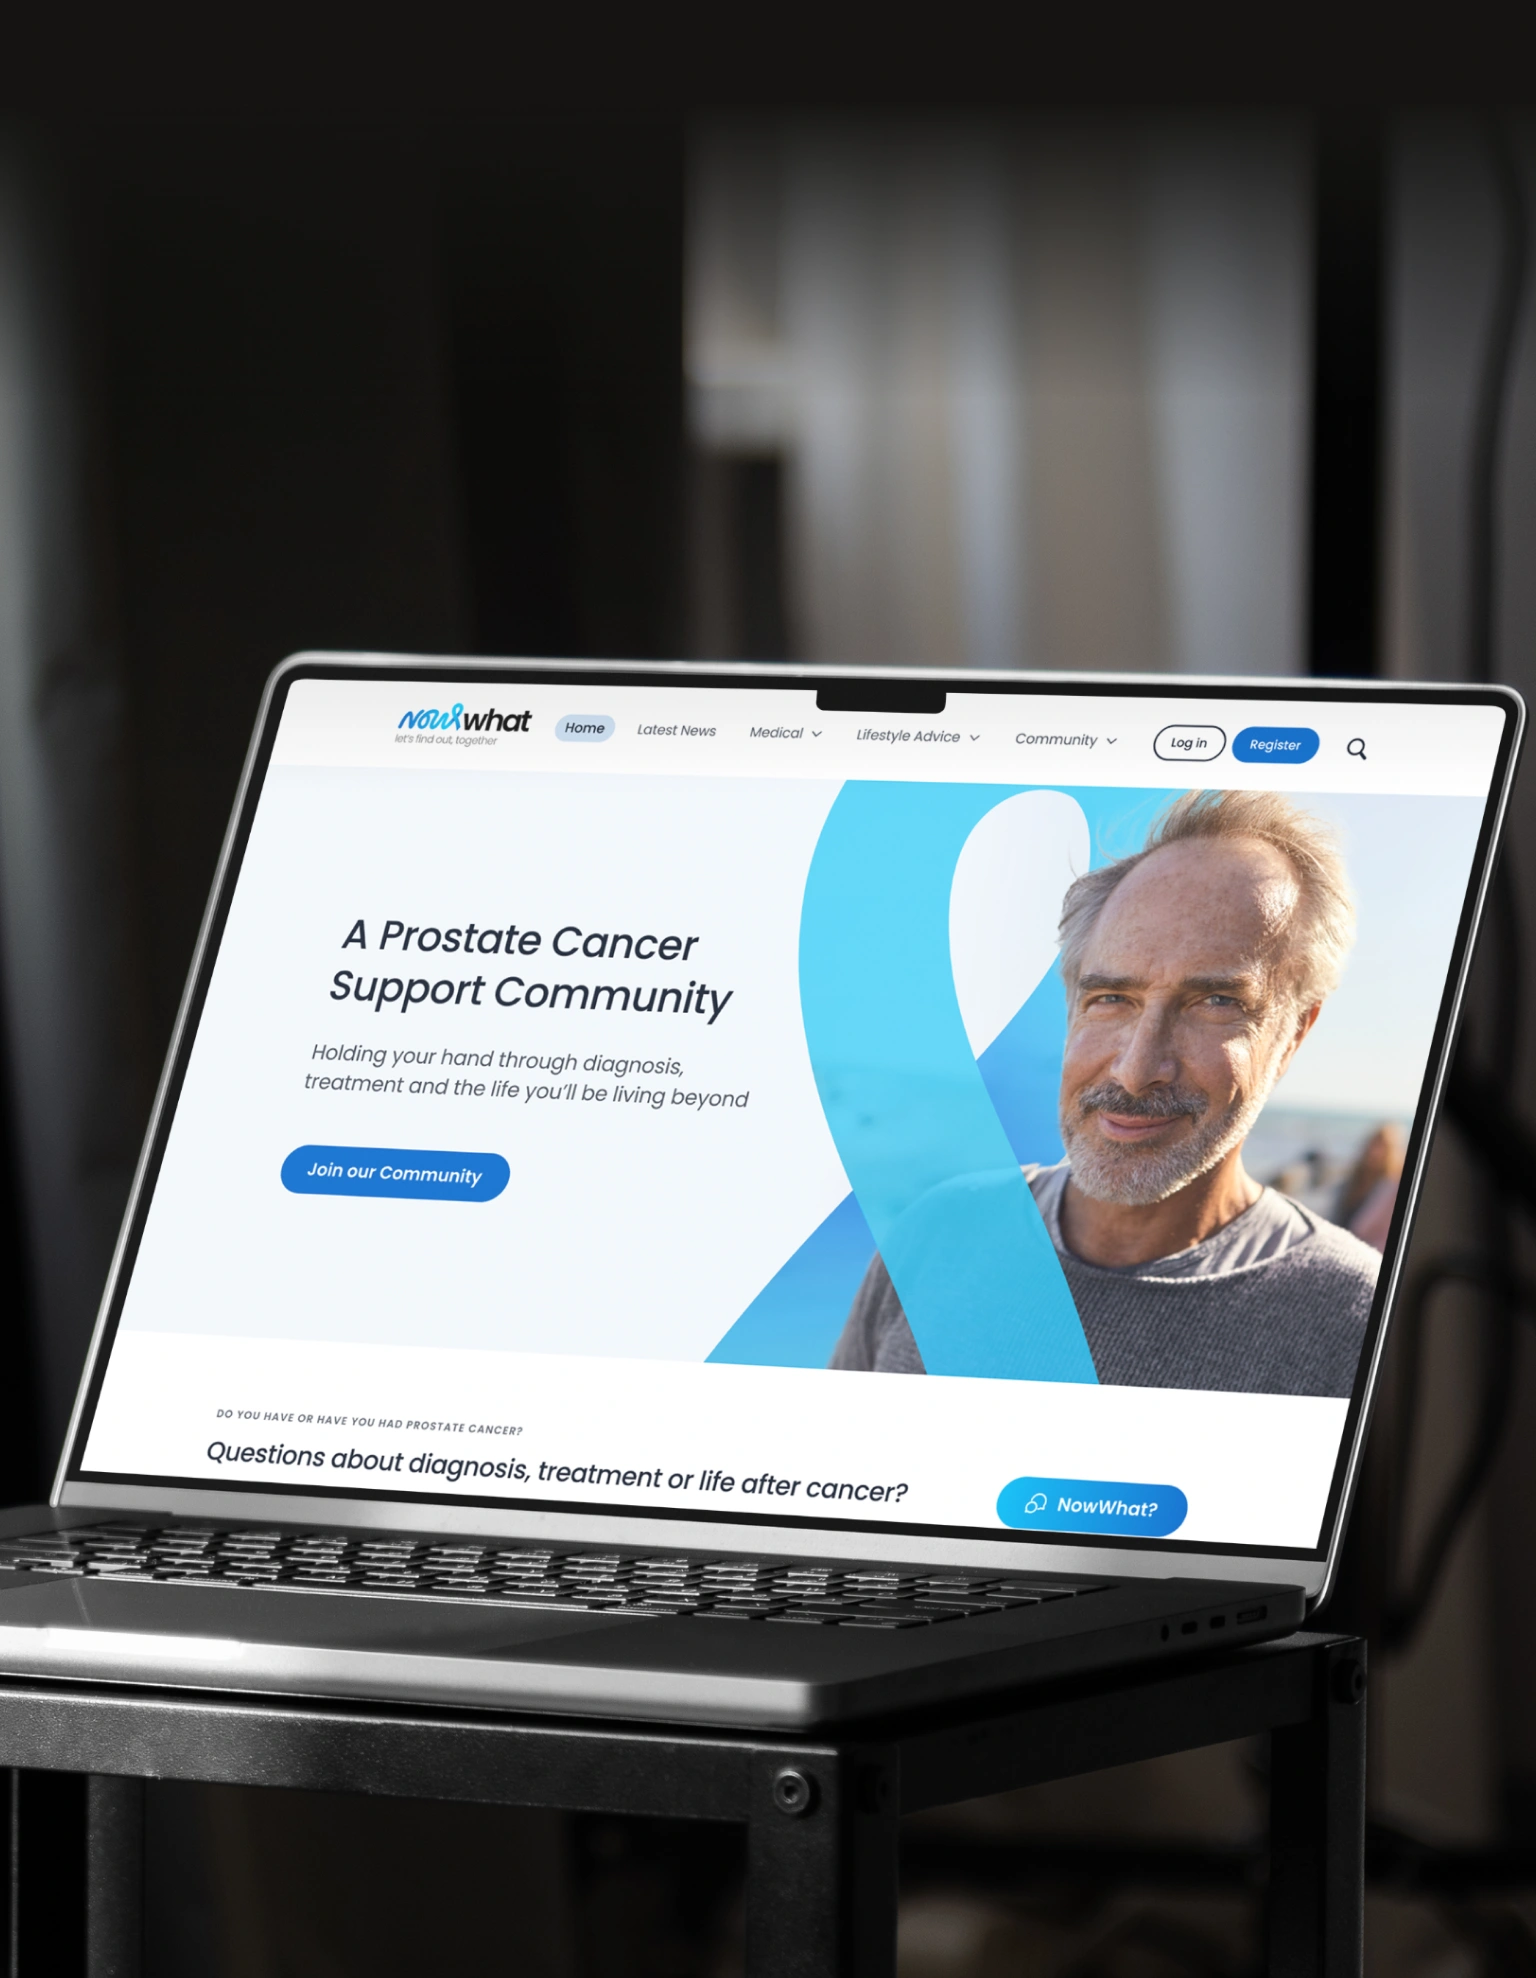 nowwhat
let's find out, together
Home
Latest News
Medical
Lifestyle Advice
Community
Log in
Register
A Prostate Cancer
Support Community
Holding your hand through diagnosis,
treatment and the life you'll be living beyond
Join our Community
DO YOU HAVE OR HAVE YOU HAD PROSTATE CANCER?
Questions about diagnosis, treatment or life after cancer?
NowWhat?